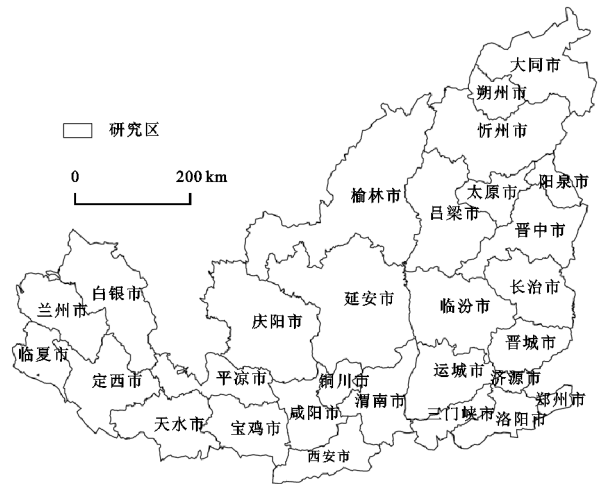 大同市
朔州市
研究区
忻州市
0 200 km
榆林市
太原市
阳泉市
吕梁市
晋中市
白银市
兰州市
庆阳市
延安市
临汾市
长治市
临夏市
定西市
平凉市
铜川市
运城市
晋城市
济源市
天水市
宝鸡市
咸阳市
渭南市
三门峡市
洛阳市
郑州市
西安市